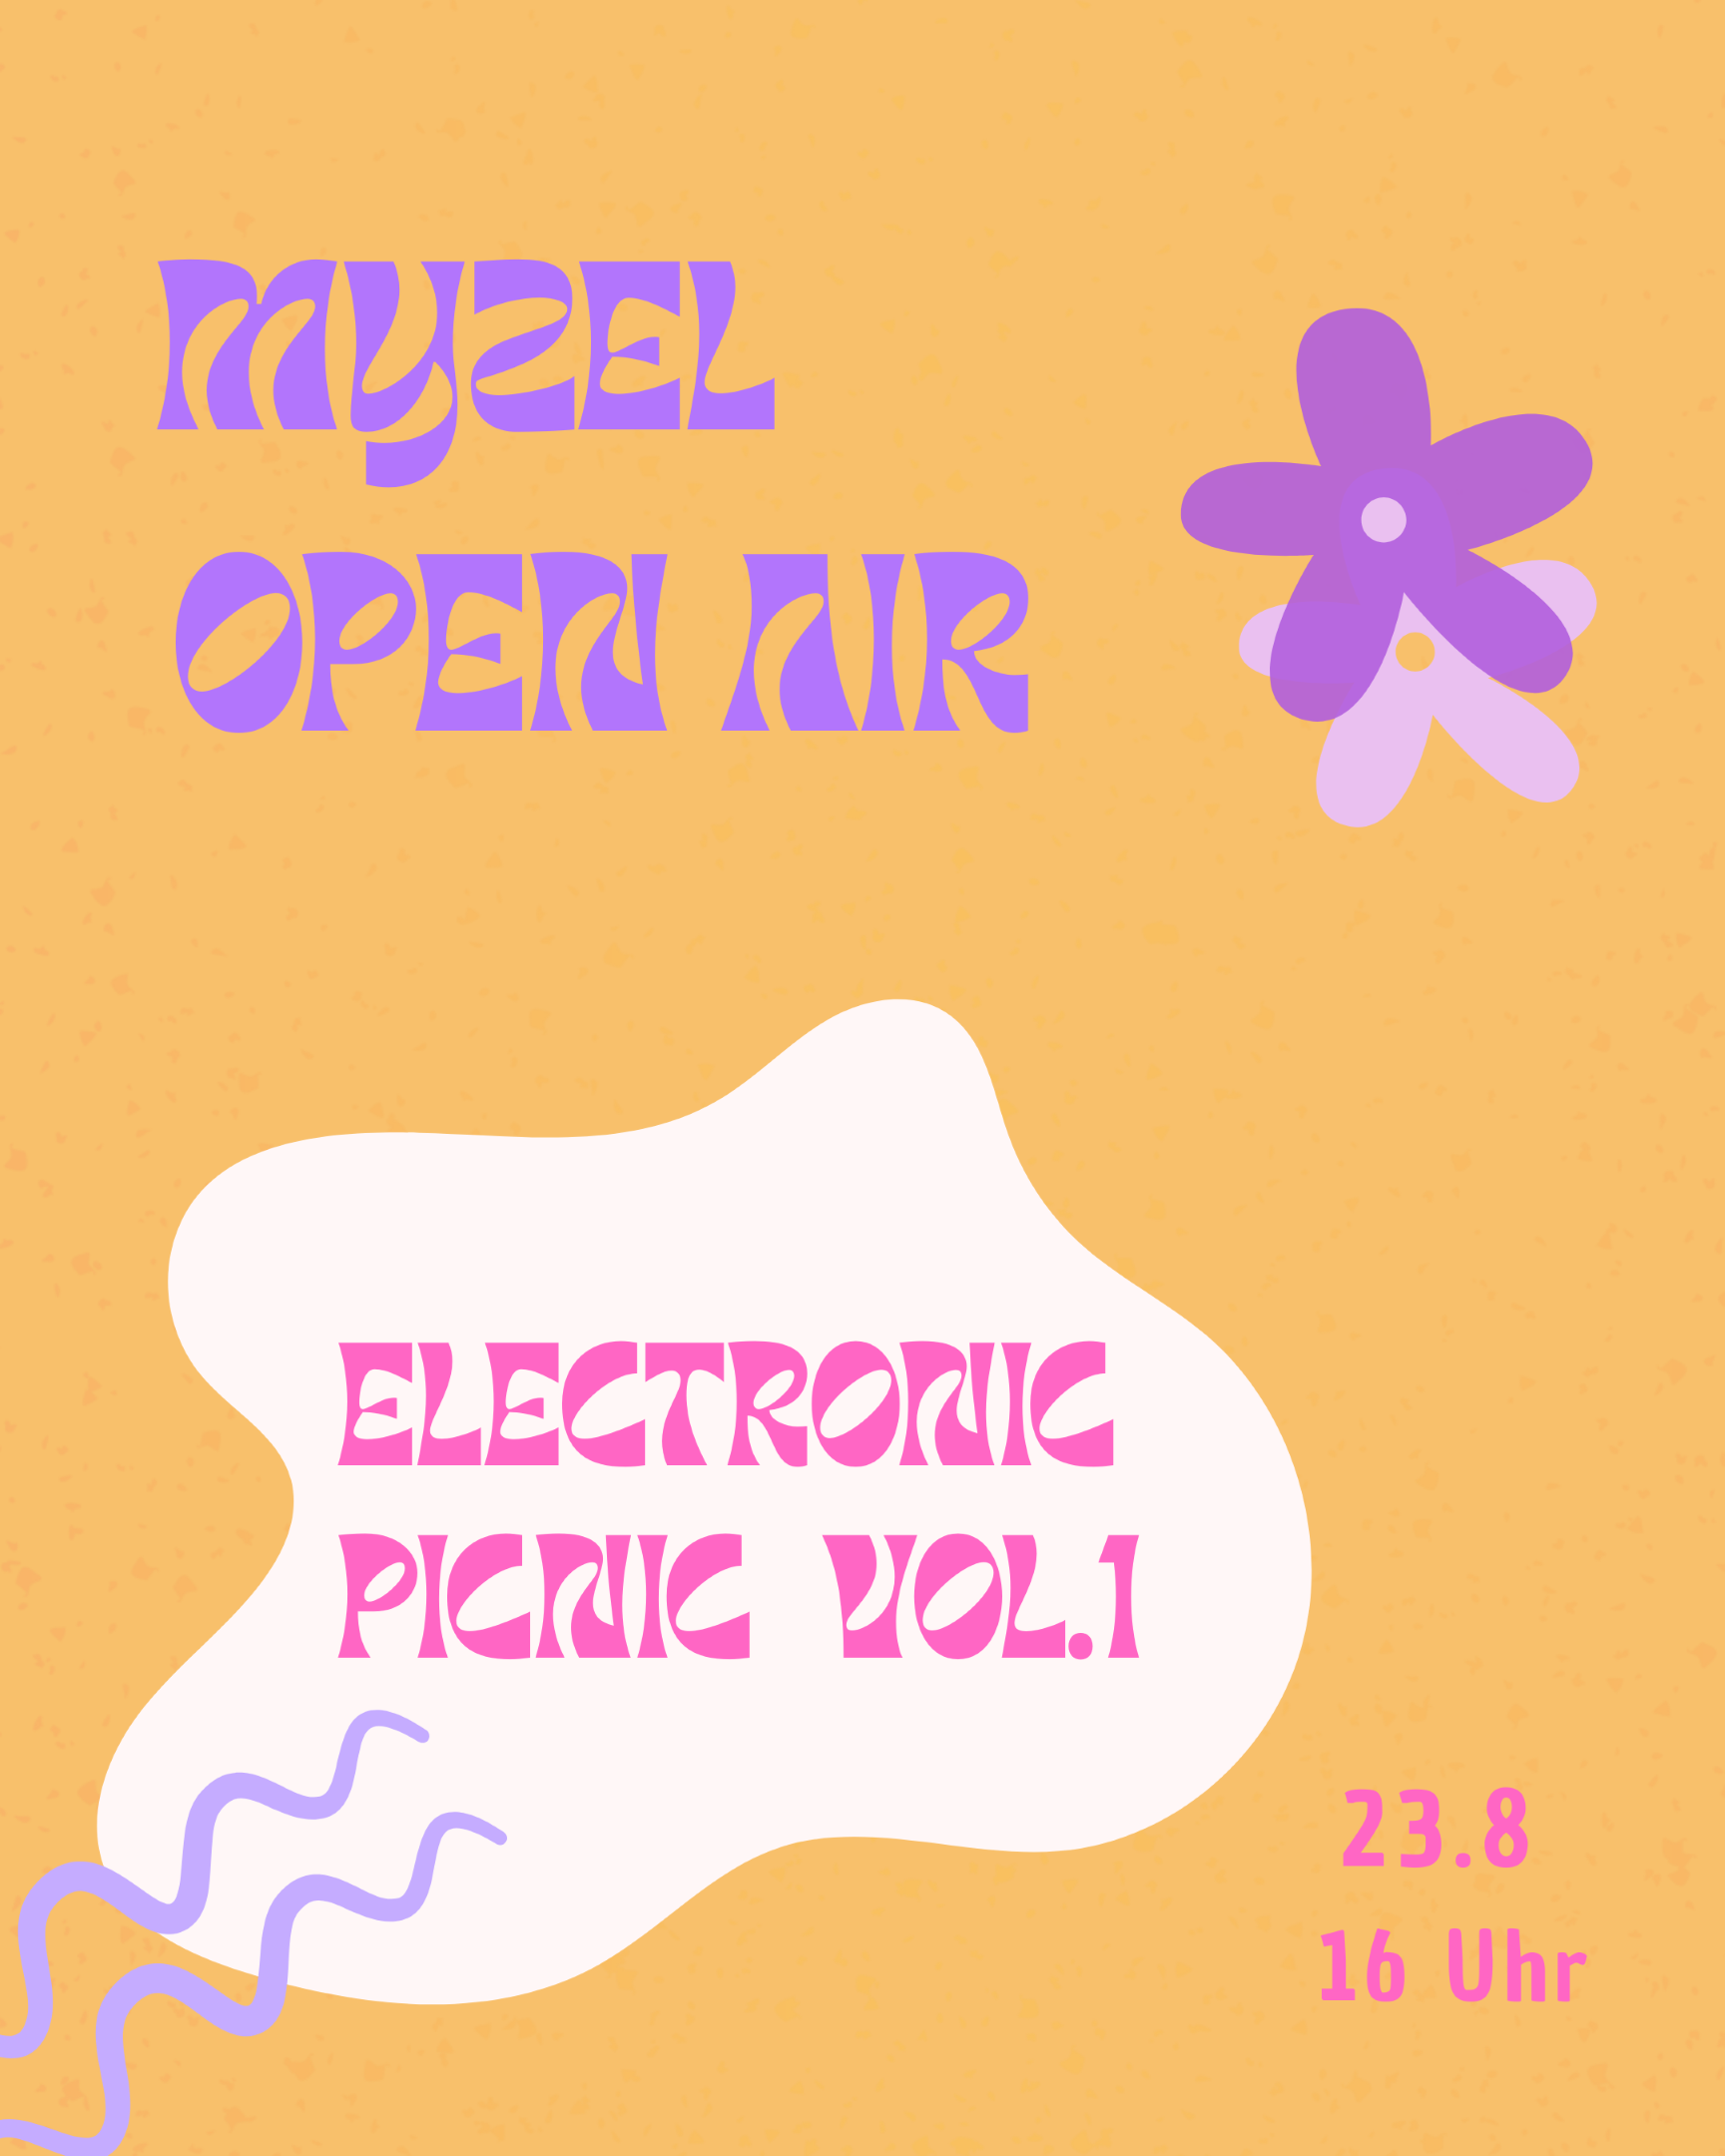 MYZEL
OPEN AIR
ELECTRONIC
PICNIC VOL.1
23.8
16 Uhr